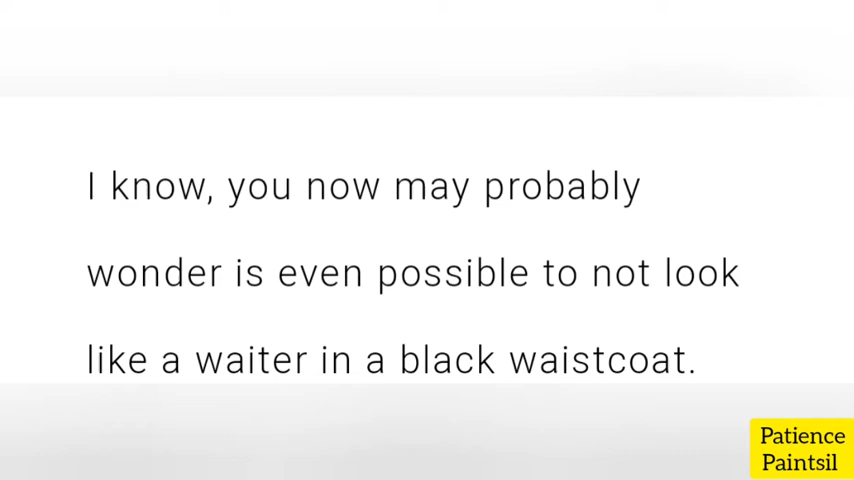 I know, you now may probably
wonder is even possible to not look
like a waiter in a black waistcoat.
Patience
Paintsil